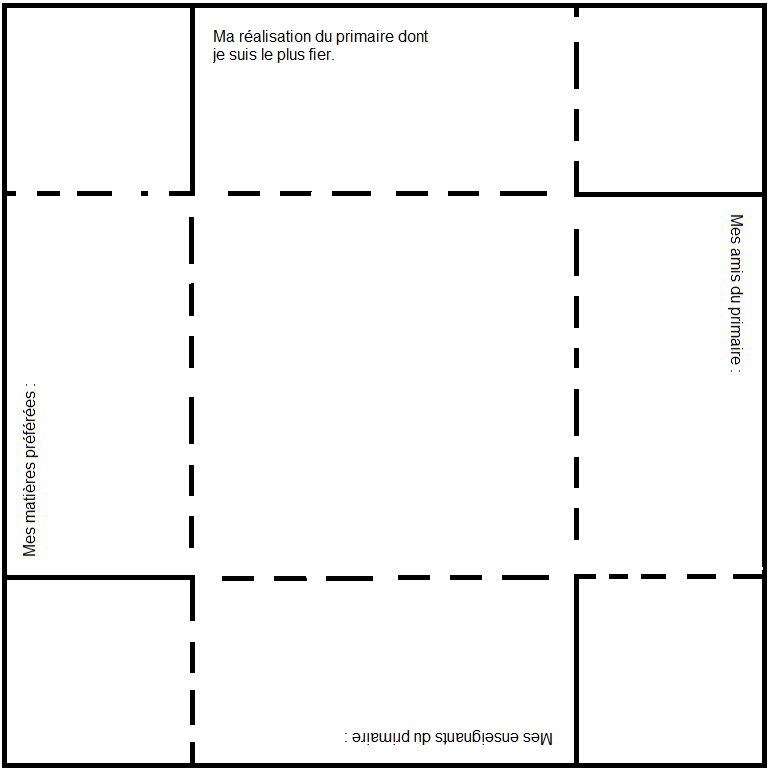 Ma réalisation du primaire dont
je suis le plus fier.
Mes amis du primaire :
Mes matières préférées :
Mes enseignants du primaire :